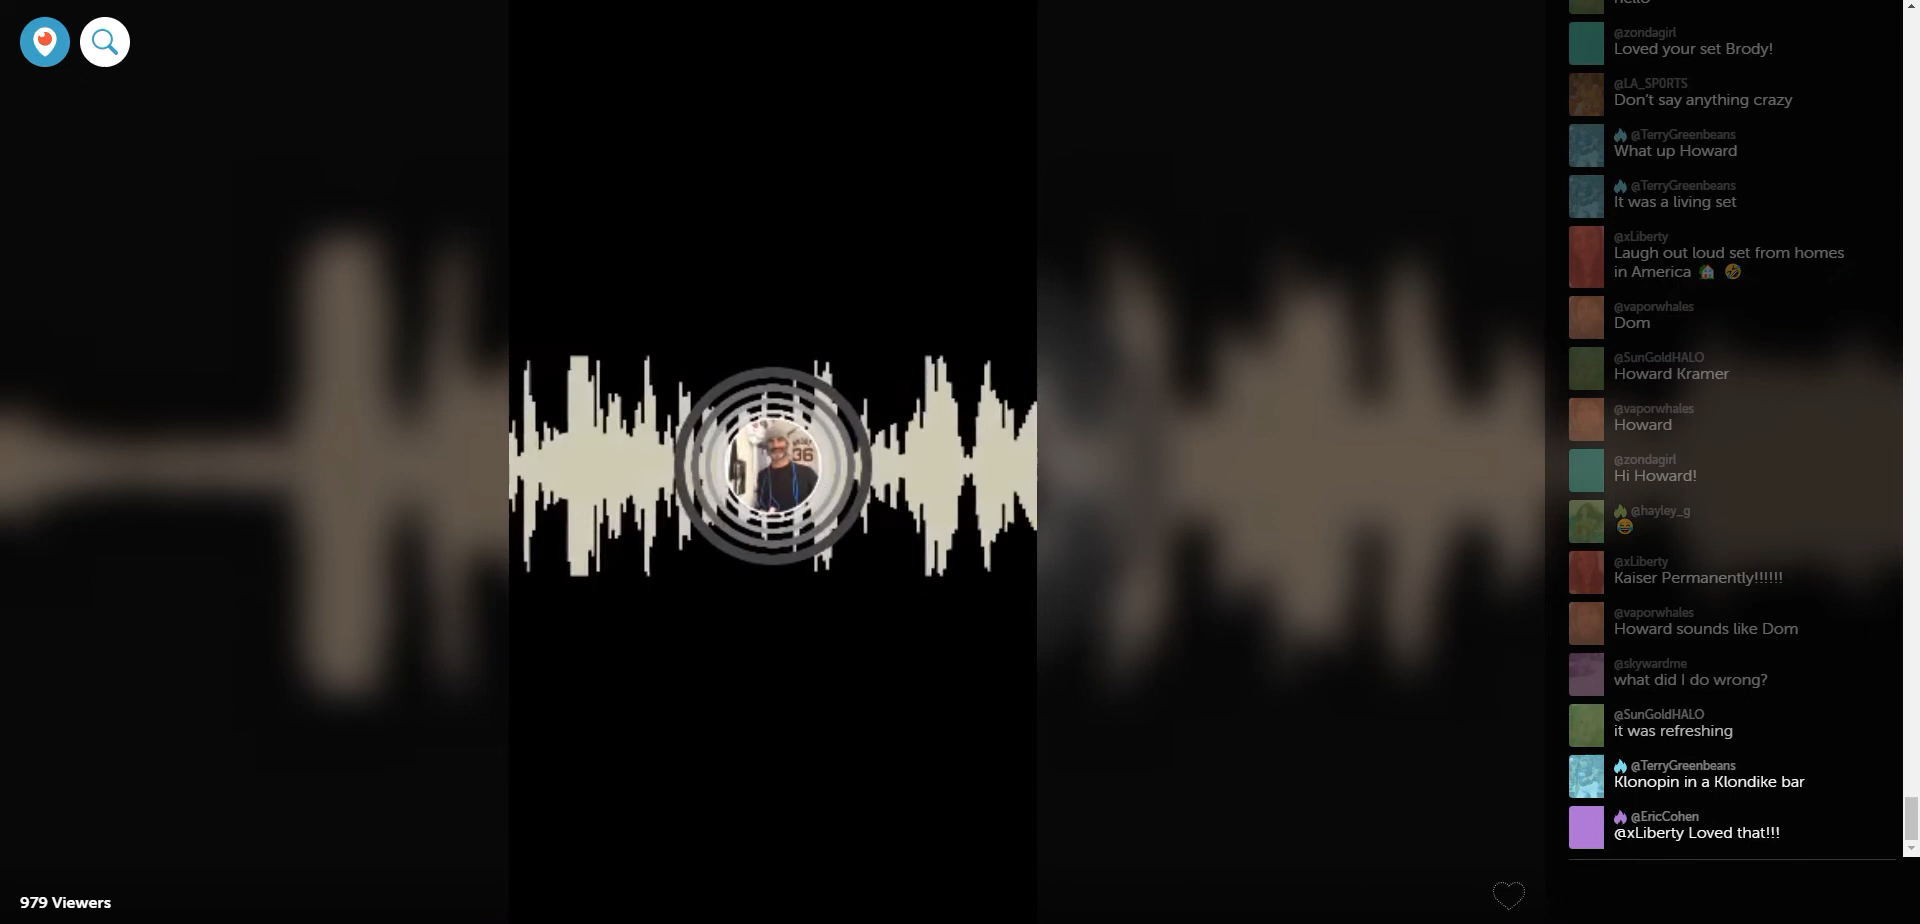 hello
@zondagirl
Loved your set Brody!
@LA_SP0RTS
Don't say anything crazy
@TerryGreenbeans
What up Howard
@TerryGreenbeans
It was a living set
@xLiberty
Laugh out loud set from homes
in America 🏠 🤣
@vaporwhales
Dom
@SunGoldHALO
Howard Kramer
@vaporwhales
Howard
@zondagirl
Hi Howard!
@hayley_g
😂
@xLiberty
Kaiser Permanently!!!!!!
@vaporwhales
Howard sounds like Dom
@skywardme
what did I do wrong?
@SunGoldHALO
it was refreshing
@TerryGreenbeans
Klonopin in a Klondike bar
@EricCohen
@xLiberty Loved that!!!
36
979 Viewers